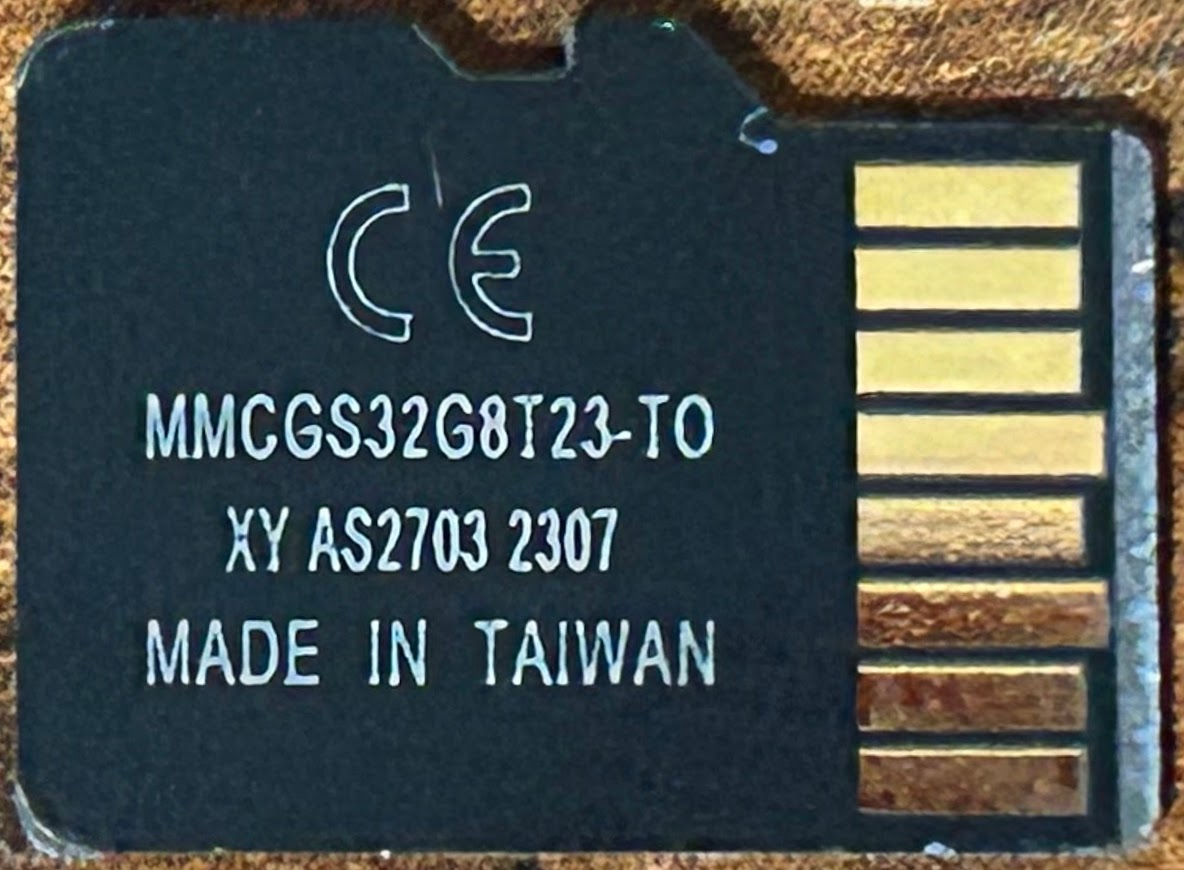 CE
MMCGS32G8T23-TO
XY AS2703 2307
MADE IN TAIWAN